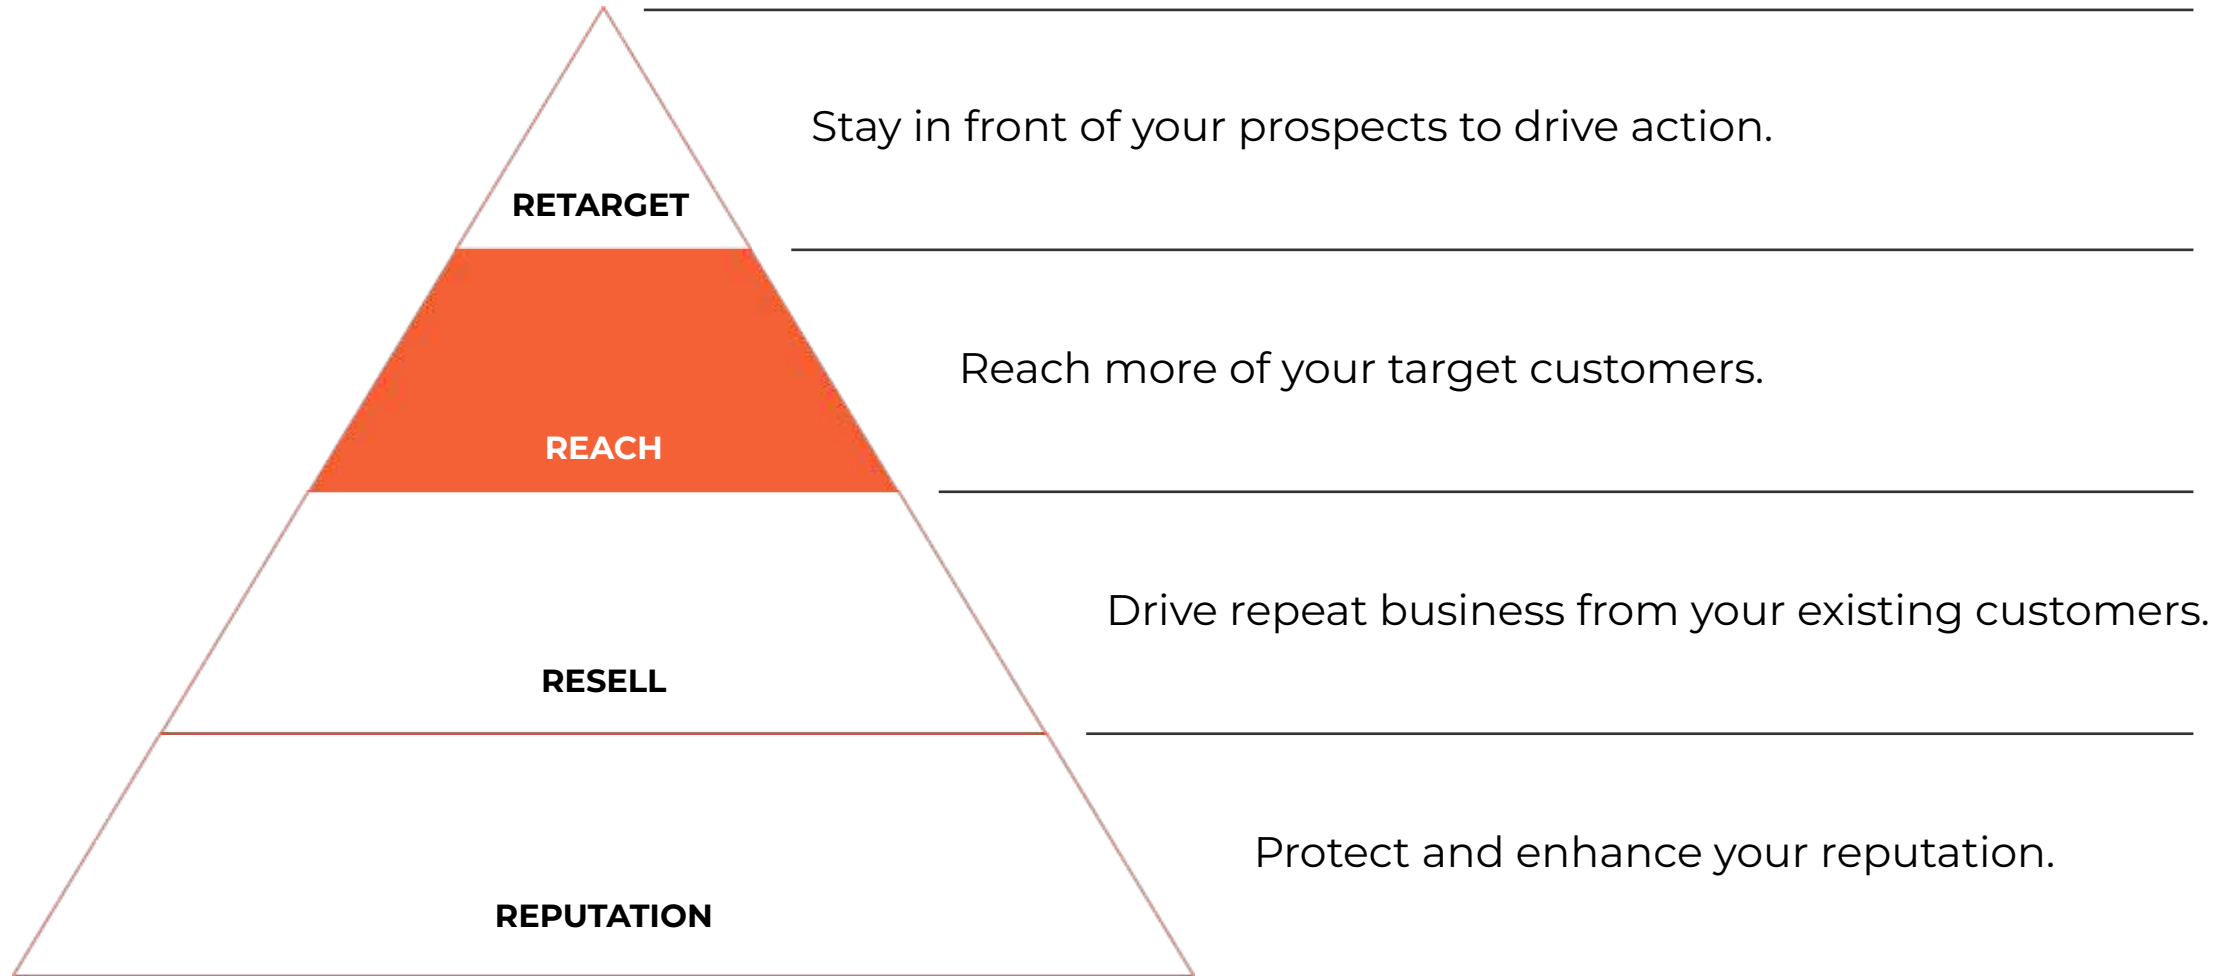 Stay in front of your prospects to drive action.
RETARGET
Reach more of your target customers.
REACH
Drive repeat business from your existing customers.
RESELL
Protect and enhance your reputation.
REPUTATION